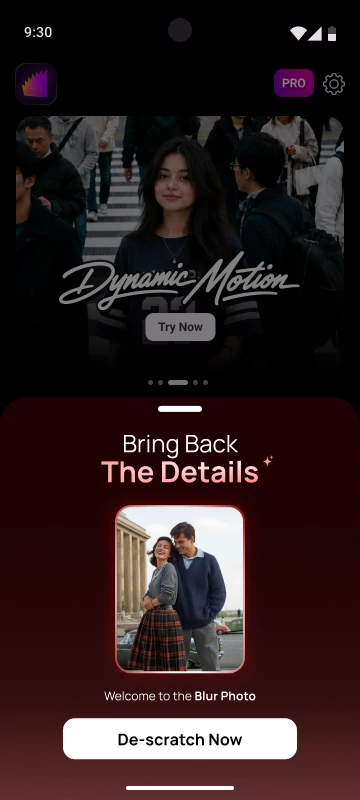 9:30
PRO
Dynamic Motion
Try Now
Bring Back
The Details
Welcome to the Blur Photo
De-scratch Now